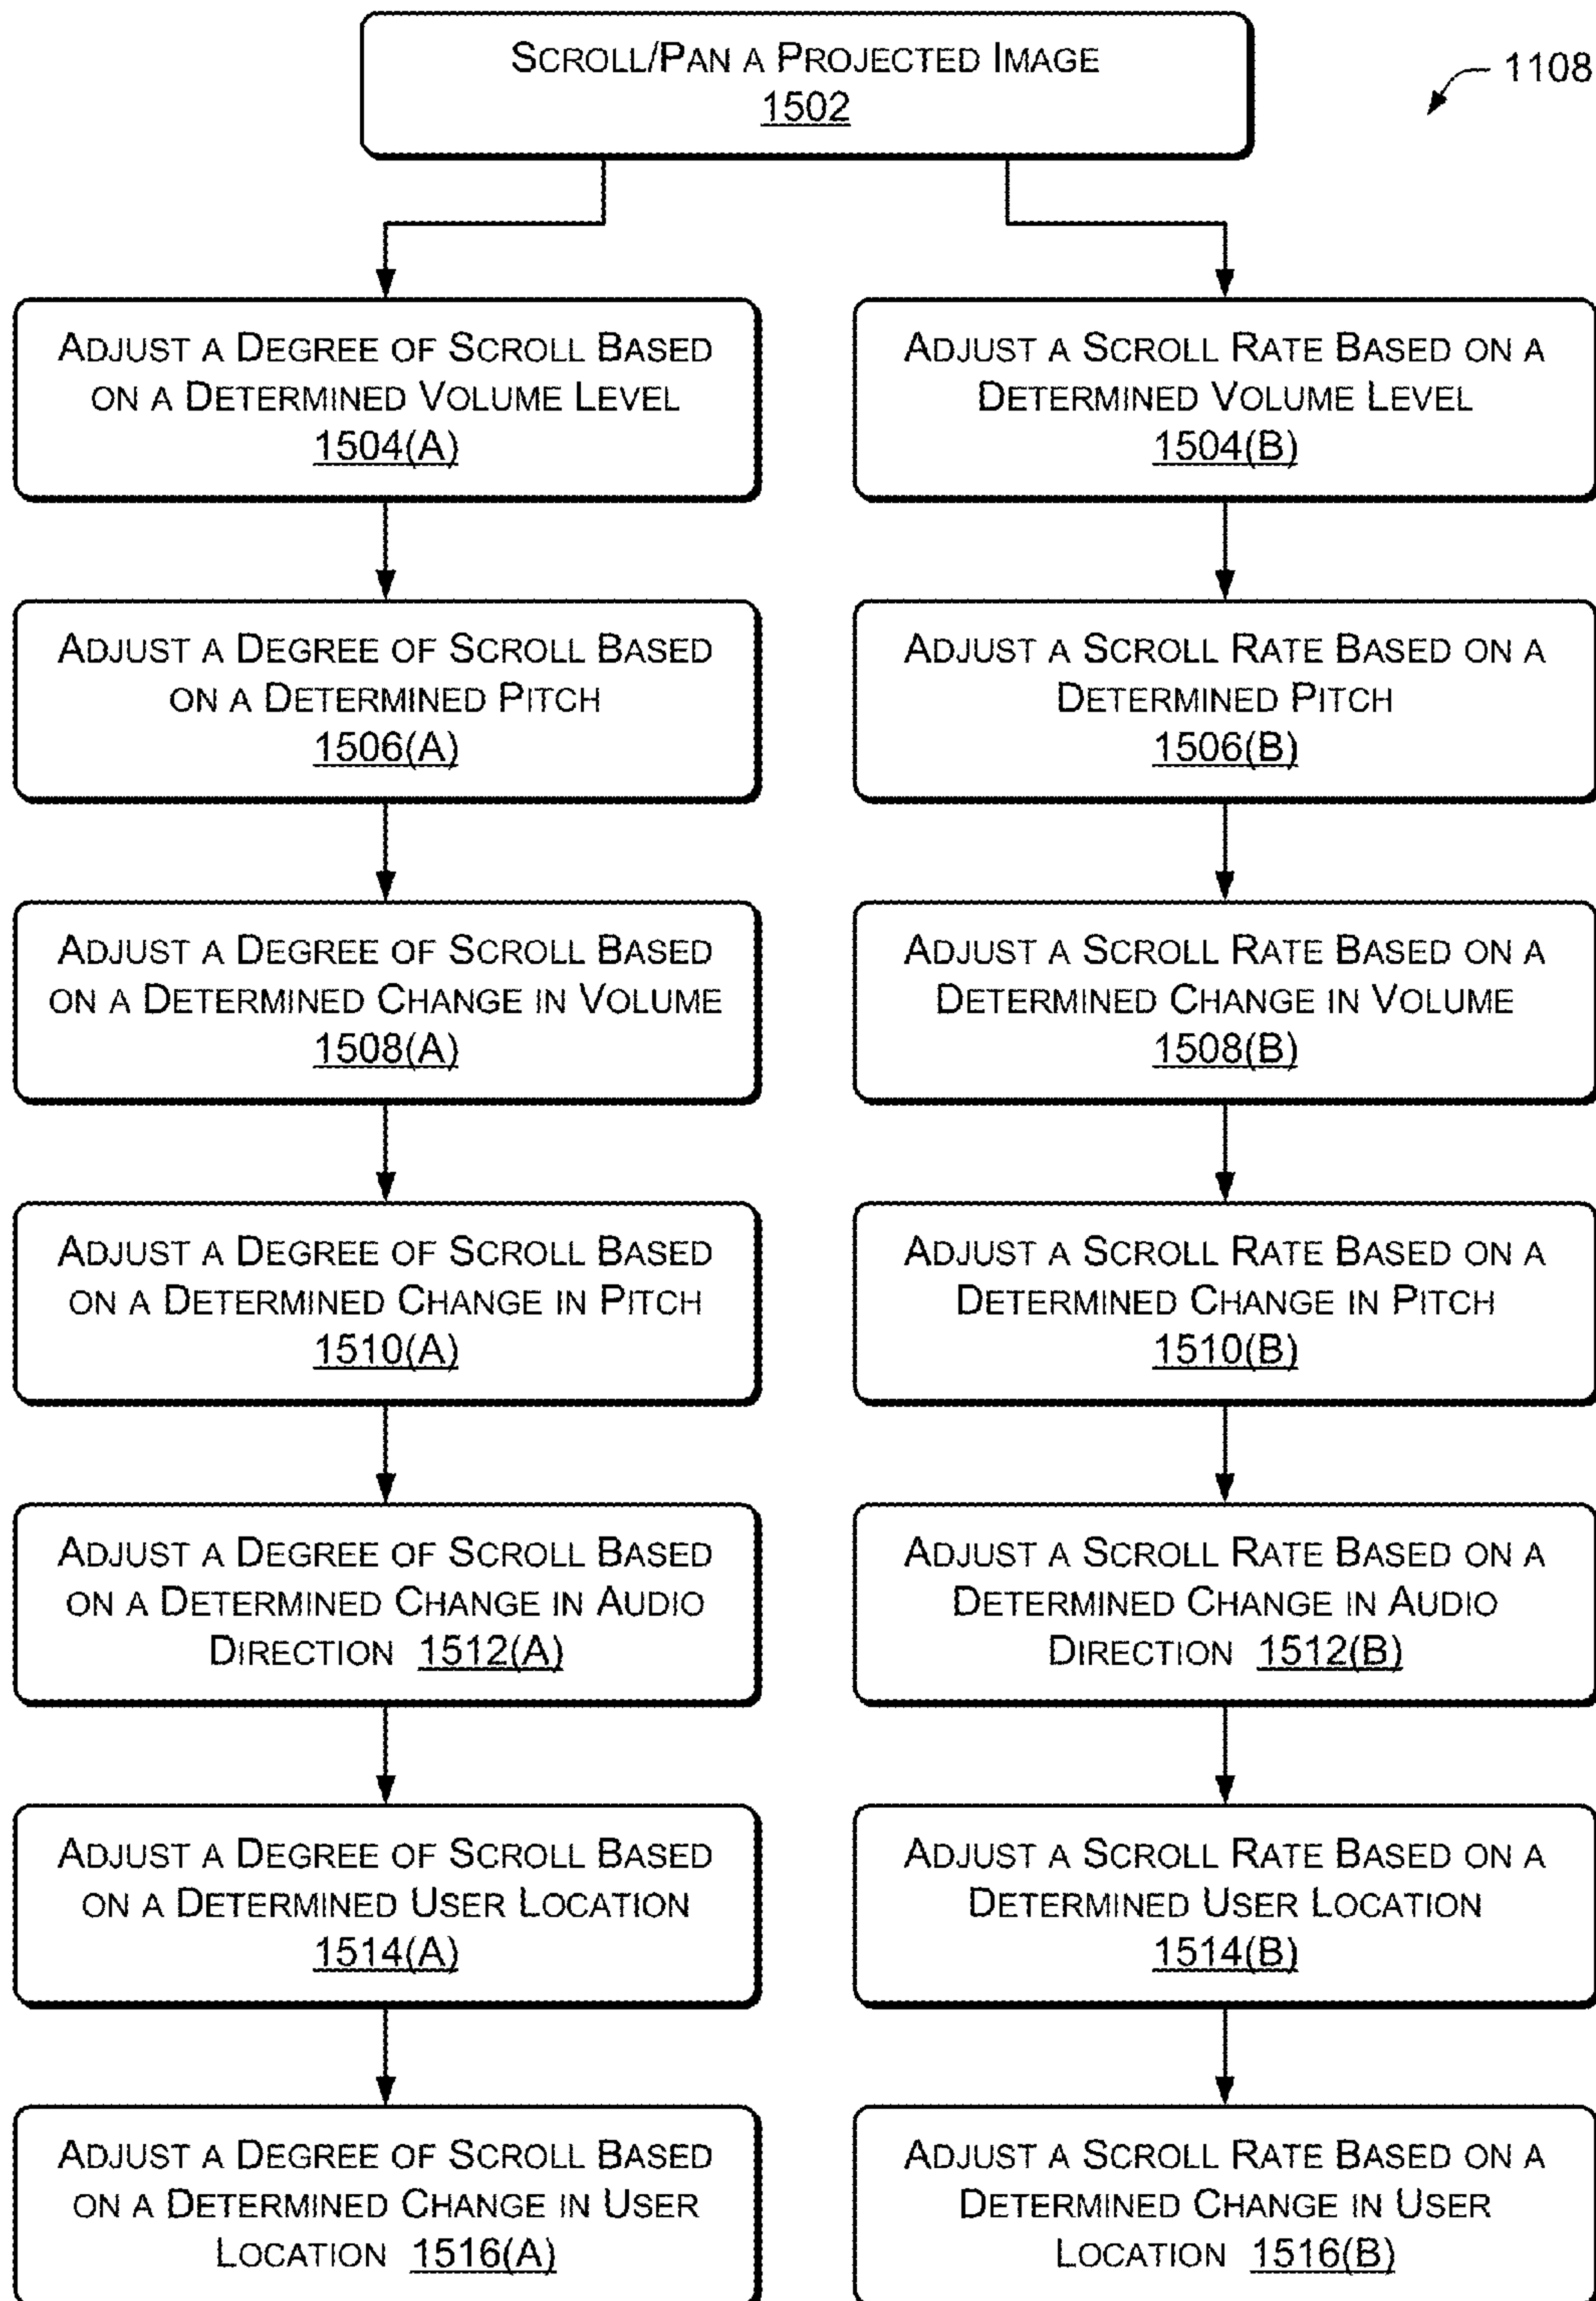 SCROLL/PAN A PROJECTED IMAGE
1502
1108
ADJUST A DEGREE OF SCROLL BASED
ON A DETERMINED VOLUME LEVEL
1504(A)
ADJUST A SCROLL RATE BASED ON A
DETERMINED VOLUME LEVEL
1504(B)
ADJUST A DEGREE OF SCROLL BASED
ON A DETERMINED PITCH
1506(A)
ADJUST A SCROLL RATE BASED ON A
DETERMINED PITCH
1506(B)
ADJUST A DEGREE OF SCROLL BASED
ON A DETERMINED CHANGE IN VOLUME
1508(A)
ADJUST A SCROLL RATE BASED ON A
DETERMINED CHANGE IN VOLUME
1508(B)
ADJUST A DEGREE OF SCROLL BASED
ON A DETERMINED CHANGE IN PITCH
1510(A)
ADJUST A SCROLL RATE BASED ON A
DETERMINED CHANGE IN PITCH
1510(B)
ADJUST A DEGREE OF SCROLL BASED
ON A DETERMINED CHANGE IN AUDIO
DIRECTION 1512(A)
ADJUST A SCROLL RATE BASED ON A
DETERMINED CHANGE IN AUDIO
DIRECTION 1512(B)
ADJUST A DEGREE OF SCROLL BASED
ON A DETERMINED USER LOCATION
1514(A)
ADJUST A SCROLL RATE BASED ON A
DETERMINED USER LOCATION
1514(B)
ADJUST A DEGREE OF SCROLL BASED
ON A DETERMINED CHANGE IN USER
LOCATION 1516(A)
ADJUST A SCROLL RATE BASED ON A
DETERMINED CHANGE IN USER
LOCATION 1516(B)